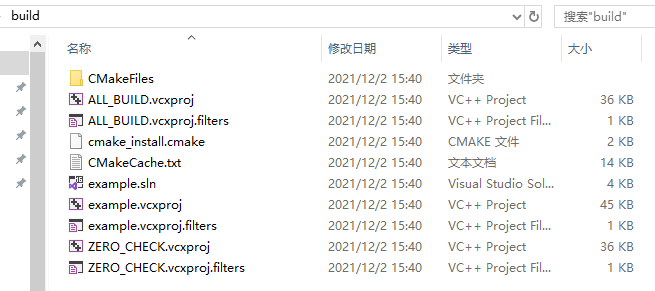 build
搜索"build"
名称 修改日期 类型 大小
CMakeFiles 2021/12/2 15:40 文件夹
ALL_BUILD.vcxproj 2021/12/2 15:40 VC++ Project 36 KB
ALL_BUILD.vcxproj.filters 2021/12/2 15:40 VC++ Project Fil... 1 KB
cmake_install.cmake 2021/12/2 15:40 CMAKE 文件 2 KB
CMakeCache.txt 2021/12/2 15:40 文本文档 14 KB
example.sln 2021/12/2 15:40 Visual Studio Sol... 4 KB
example.vcxproj 2021/12/2 15:40 VC++ Project 45 KB
example.vcxproj.filters 2021/12/2 15:40 VC++ Project Fil... 1 KB
ZERO_CHECK.vcxproj 2021/12/2 15:40 VC++ Project 36 KB
ZERO_CHECK.vcxproj.filters 2021/12/2 15:40 VC++ Project Fil... 1 KB